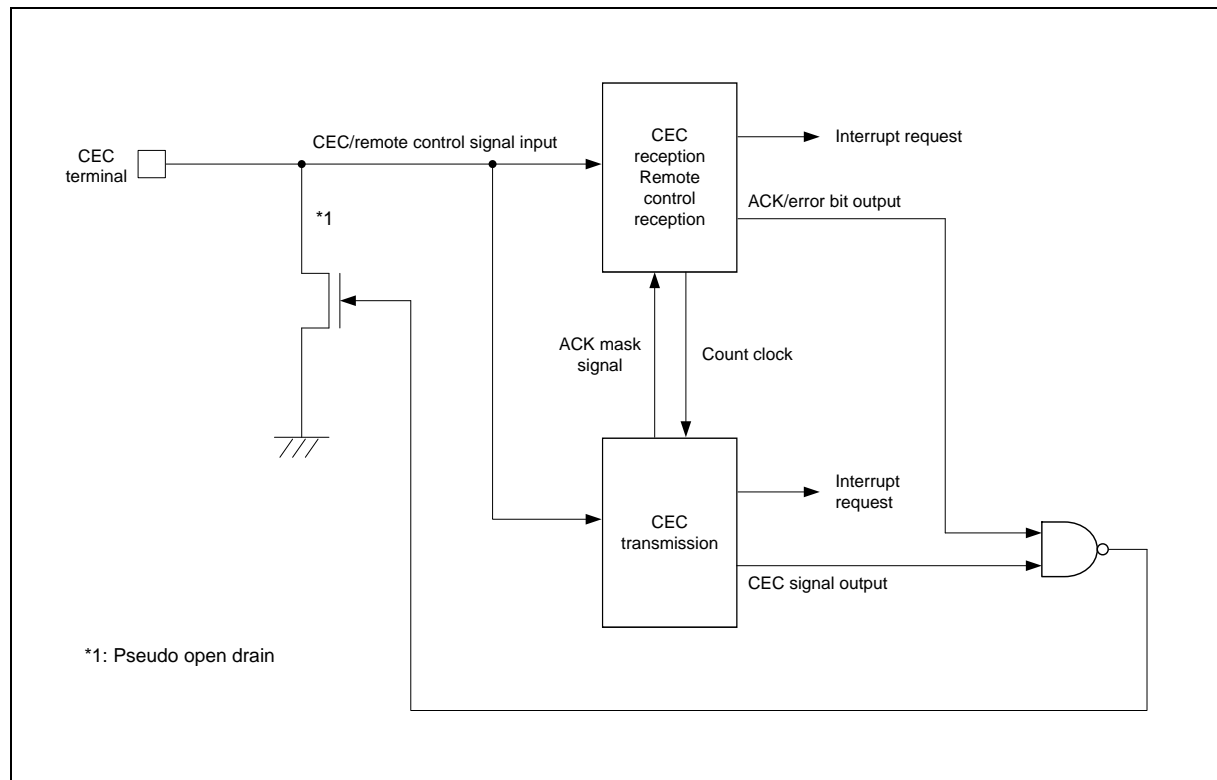 CEC
terminal
CEC/remote control signal input
*1
CEC
reception
Remote
control
reception
Interrupt request
ACK/error bit output
ACK mask
signal
Count clock
CEC
transmission
Interrupt
request
CEC signal output
*1: Pseudo open drain